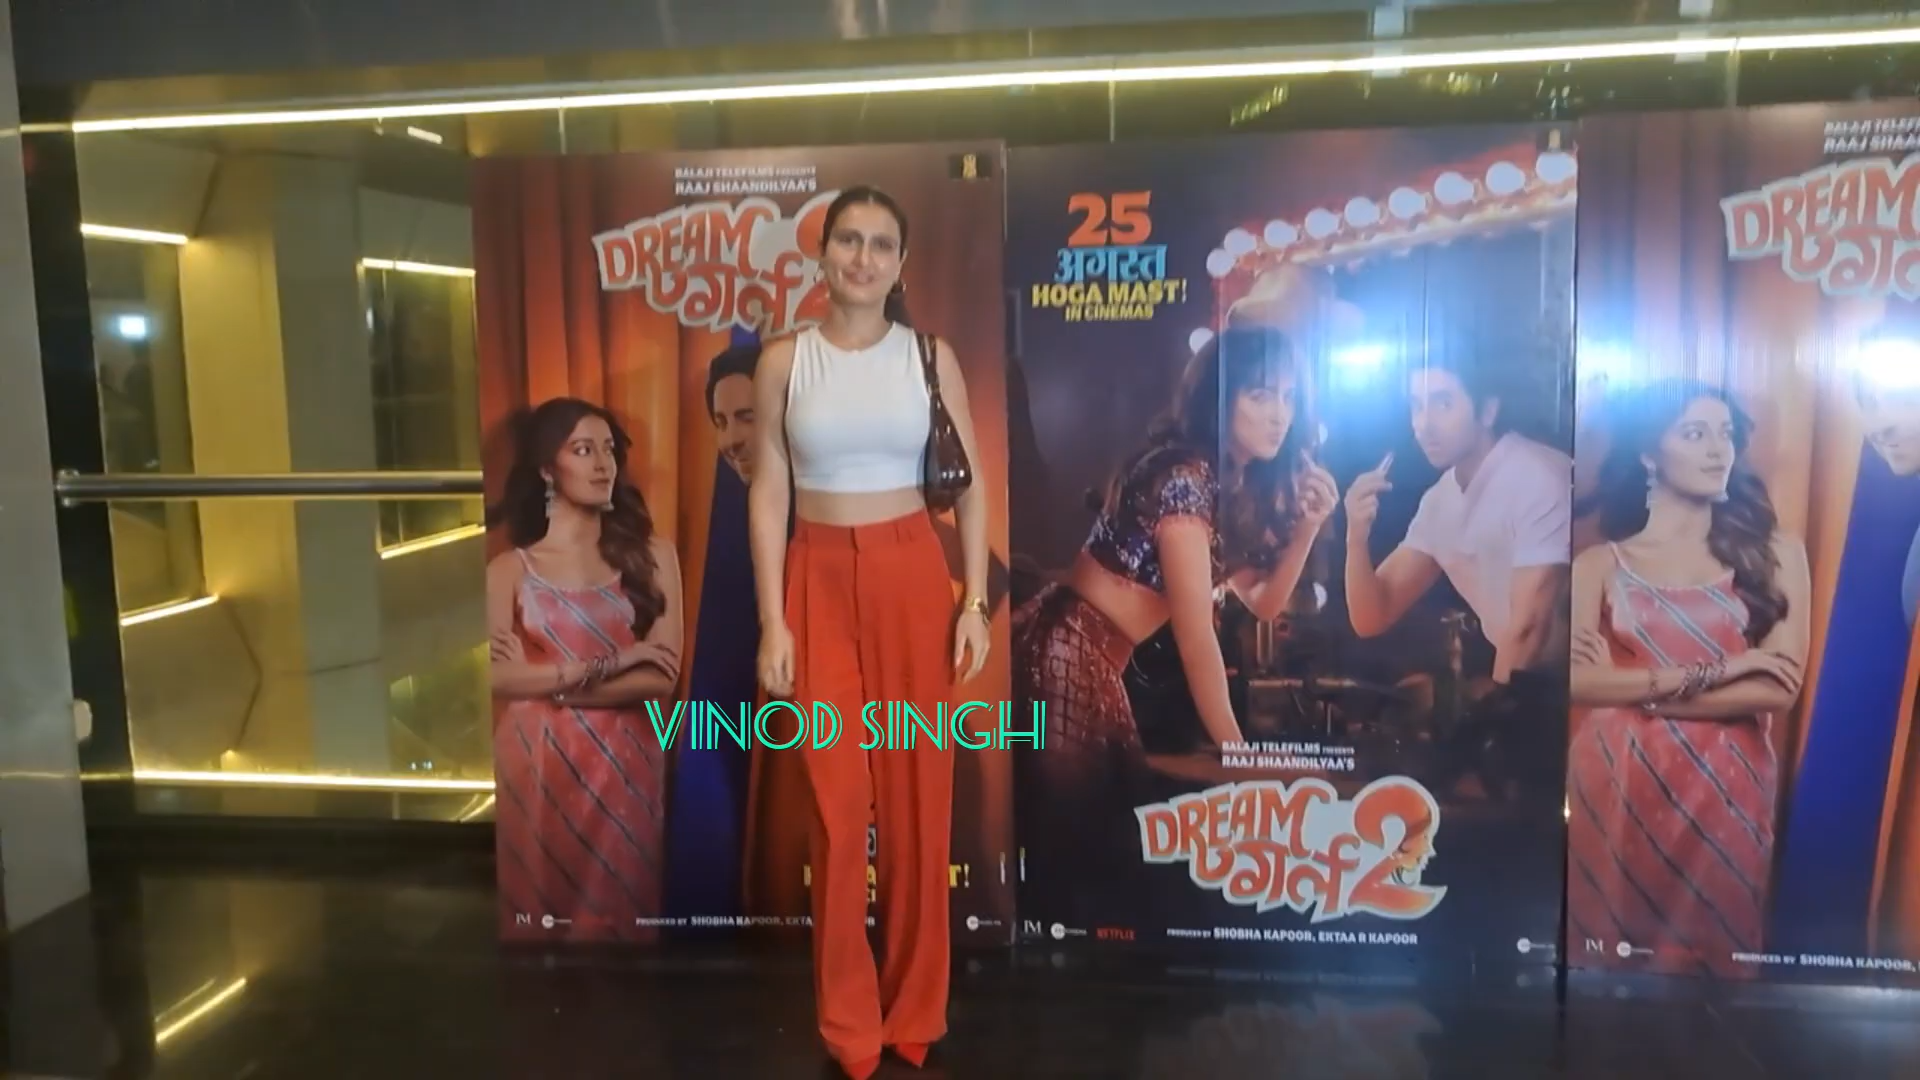 BALAJI TELEFILMS PRESENTS
RAAJ SHAANDILYAA'S
DREAM
गर्ल 2
25
अगस्त
HOGA MAST!
IN CINEMAS
BALAJI TELEFILMS
RAAJ SHAA
DREAM
VINOD SINGH
BALAJI TELEFILMS PRESENTS
RAAJ SHAANDILYAA'S
DREAM
गर्ल 2
T!
PRODUCED BY SHOBHA KAPOOR, EKTA
NETFLIX
PRODUCED BY SHOBHA KAPOOR, EKTAA R KAPOOR
PRODUCED BY SHOBHA KAPOOR,